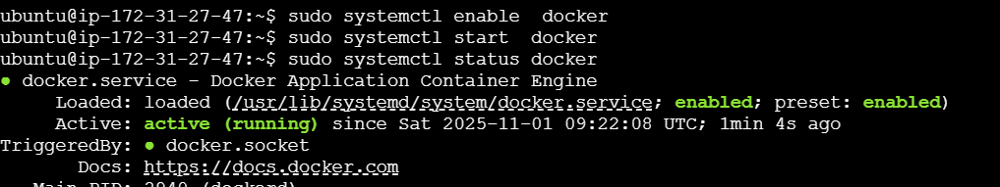 ubuntu@ip-172-31-27-47:~$ sudo systemctl enable  docker
ubuntu@ip-172-31-27-47:~$ sudo systemctl start  docker
ubuntu@ip-172-31-27-47:~$ sudo systemctl status docker
● docker.service - Docker Application Container Engine
     Loaded: loaded (/usr/lib/systemd/system/docker.service; enabled; preset: enabled)
     Active: active (running) since Sat 2025-11-01 09:22:08 UTC; 1min 4s ago
TriggeredBy: ● docker.socket
       Docs: https://docs.docker.com
   Main PID: 2940 (dockerd)